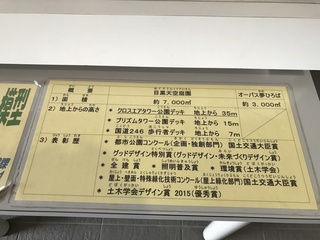 概要　目黒天空庭園　オーパス夢ひろば
1) 面積　約 7,000㎡　約 3,000㎡
2) 地上からの高さ　● クロスエアタワー公園デッキ　地上から　35m
● プリズムタワー公園デッキ　地上から　15m
● 国道246 歩行者デッキ　地上から　7m
3) 表彰歴　● 都市公園コンクール(企画・独創部門) 国土交通大臣賞
グッドデザイン特別賞(グッドデザイン・未来づくりデザイン賞)
● 全建賞　● 照明普及賞　● 環境賞(土木学会)
● 屋上・壁面・特殊緑化技術コンクール(屋上緑化部門)国土交通大臣賞
● 土木学会デザイン賞 2015(優秀賞)
模型